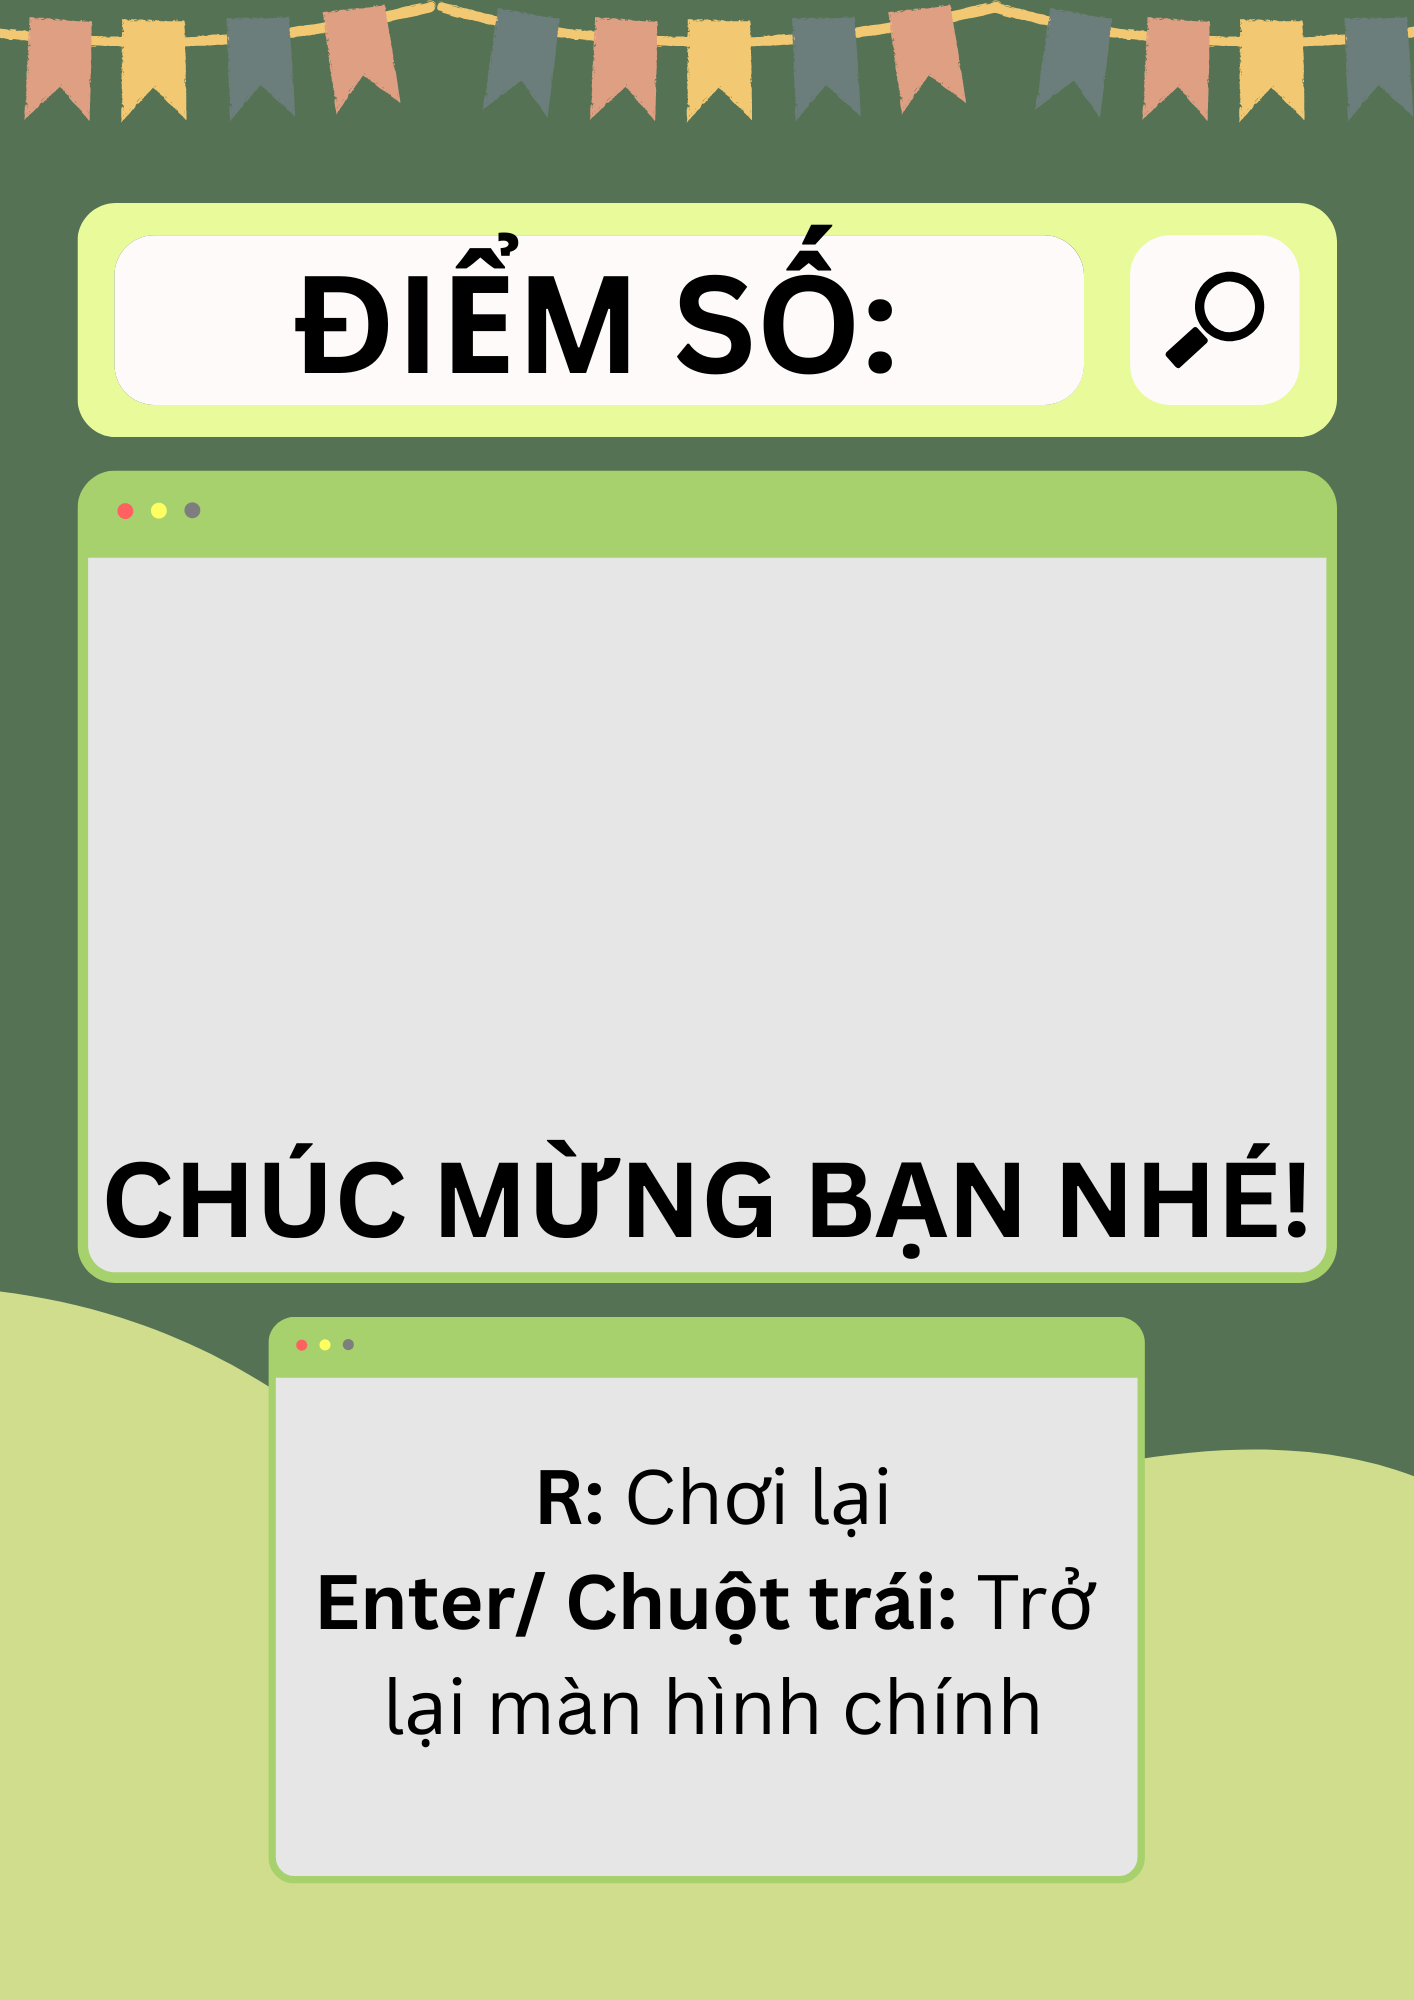 ĐIỂM SỐ:
CHÚC MỪNG BẠN NHÉ!
R: Chơi lại
Enter/ Chuột trái: Trở
lại màn hình chính